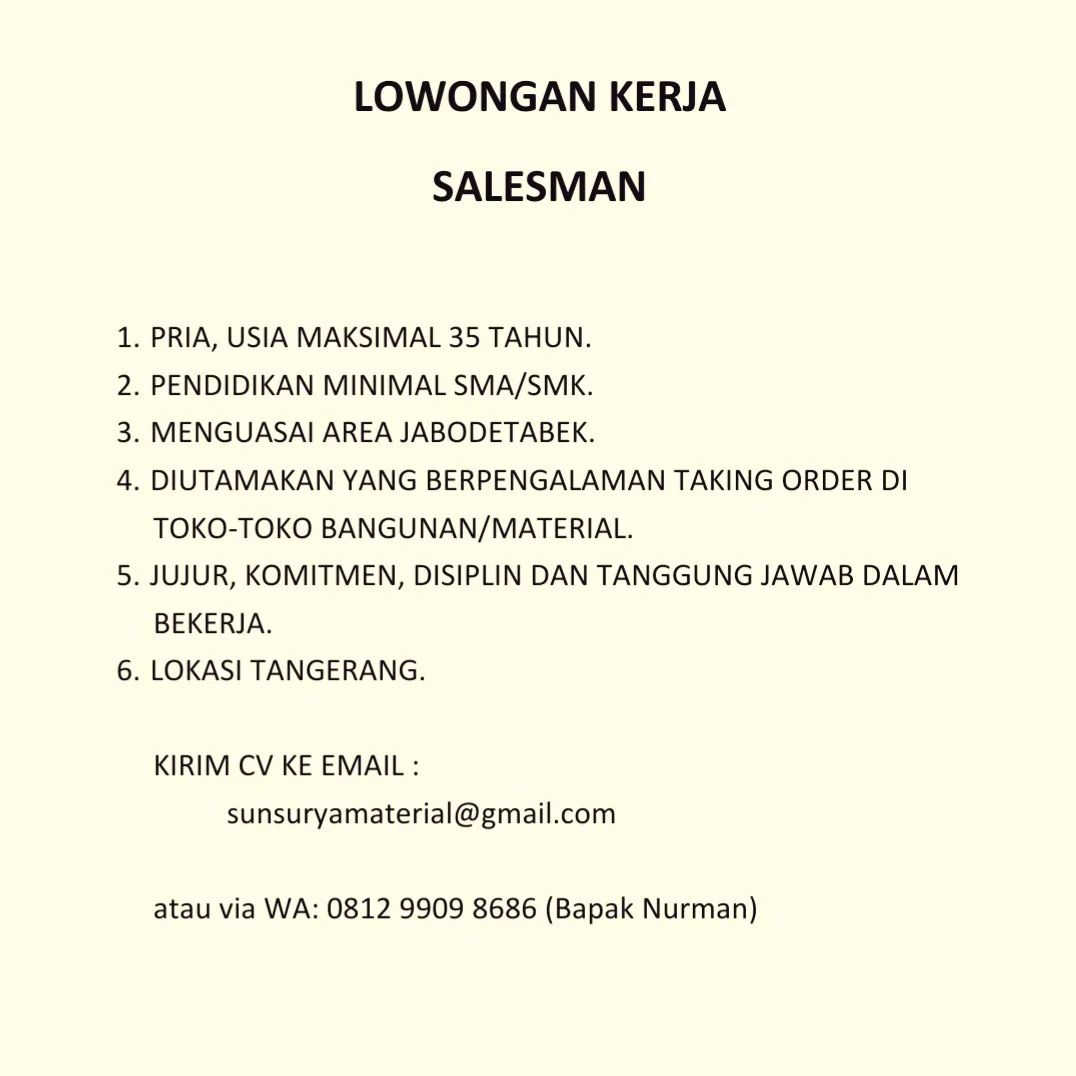 LOWONGAN KERJA
SALESMAN
1. PRIA, USIA MAKSIMAL 35 TAHUN.
2. PENDIDIKAN MINIMAL SMA/SMK.
3. MENGUASAI AREA JABODETABEK.
4. DIUTAMAKAN YANG BERPENGALAMAN TAKING ORDER DI
TOKO-TOKO BANGUNAN/MATERIAL.
5. JUJUR, KOMITMEN, DISIPLIN DAN TANGGUNG JAWAB DALAM
BEKERJA.
6. LOKASI TANGERANG.
KIRIM CV KE EMAIL :
sunsuryamaterial@gmail.com
atau via WA: 0812 9909 8686 (Bapak Nurman)